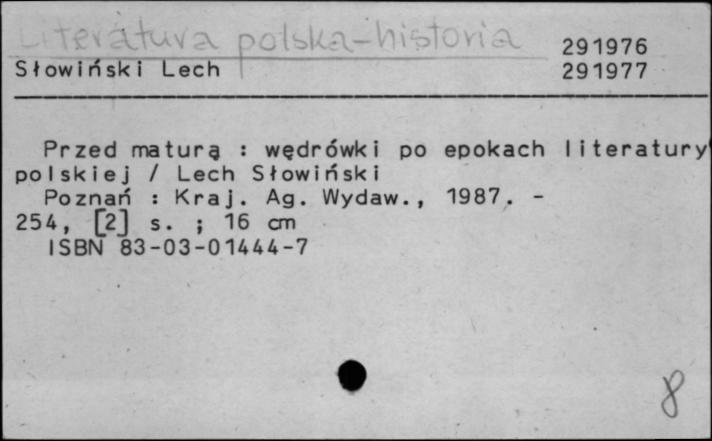 Literatura polska-historia
291976
Słowiński Lech 291977
Przed maturą : wędrówki po epokach literatury
polskiej / Lech Słowiński
Poznań : Kraj. Ag. Wydaw., 1987. -
254, [2] s. ; 16 cm
ISBN 83-03-01444-7
8